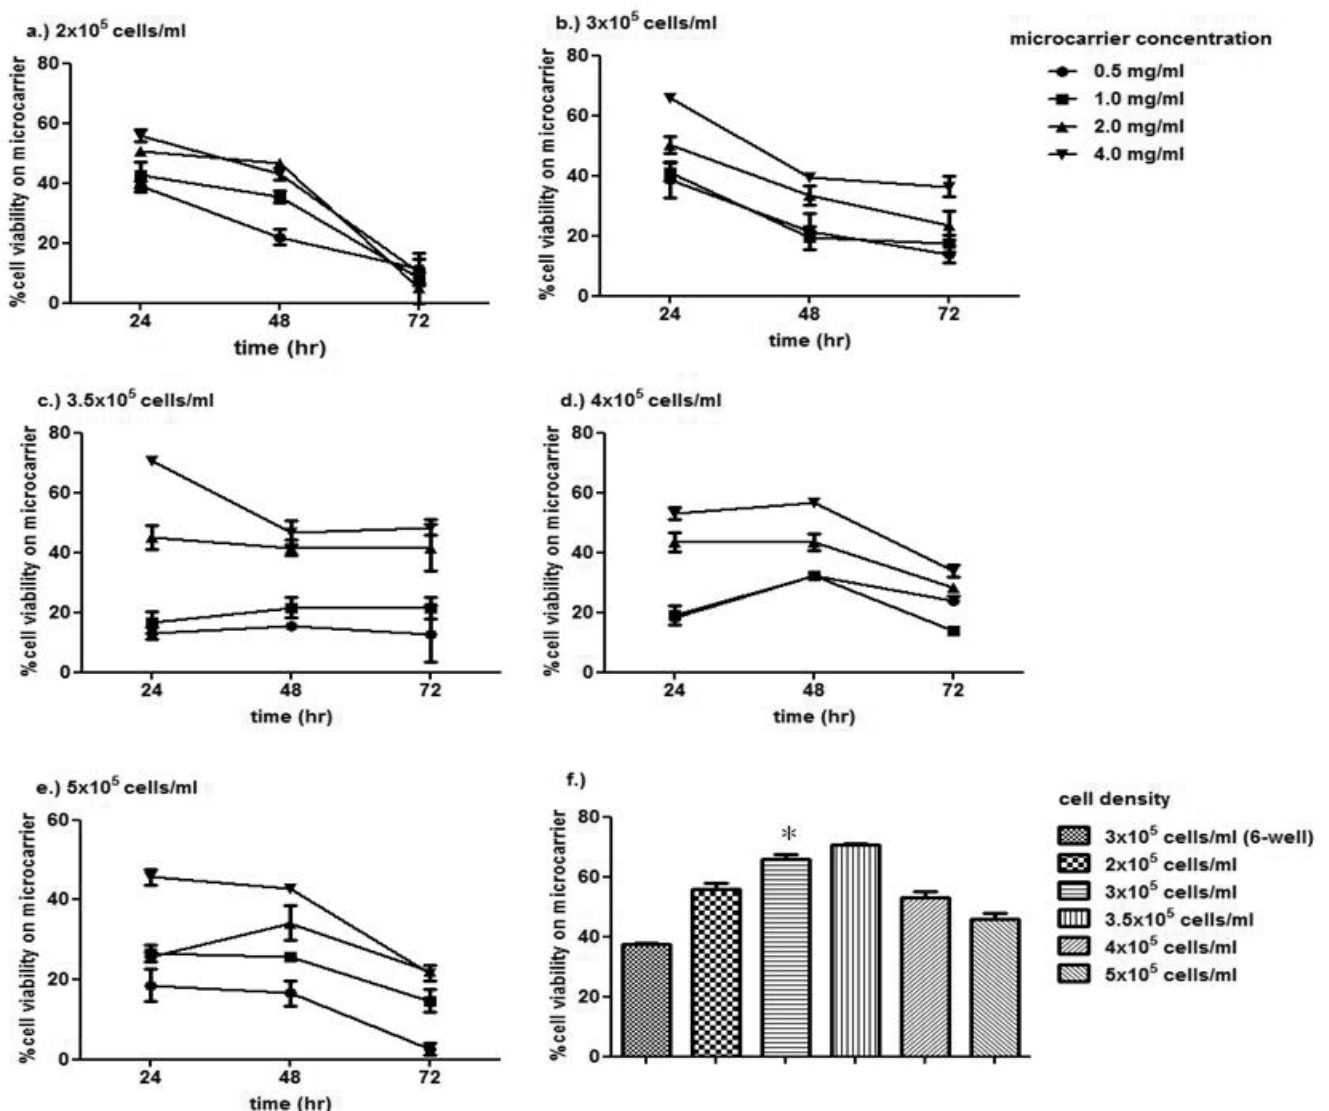 a.) 2x10⁵ cells/ml
%cell viability on microcarrier
80
60
40
20
0
24 48 72
time (hr)
b.) 3x10⁵ cells/ml
%cell viability on microcarrier
80
60
40
20
0
24 48 72
time (hr)
microcarrier concentration
0.5 mg/ml
1.0 mg/ml
2.0 mg/ml
4.0 mg/ml
c.) 3.5x10⁵ cells/ml
%cell viability on microcarrier
80
60
40
20
0
24 48 72
time (hr)
d.) 4x10⁵ cells/ml
%cell viability on microcarrier
80
60
40
20
0
24 48 72
time (hr)
e.) 5x10⁵ cells/ml
%cell viability on microcarrier
60
40
20
0
24 48 72
time (hr)
f.)
%cell viability on microcarrier
80
60
40
20
0
*
cell density
3x10⁵ cells/ml (6-well)
2x10⁵ cells/ml
3x10⁵ cells/ml
3.5x10⁵ cells/ml
4x10⁵ cells/ml
5x10⁵ cells/ml